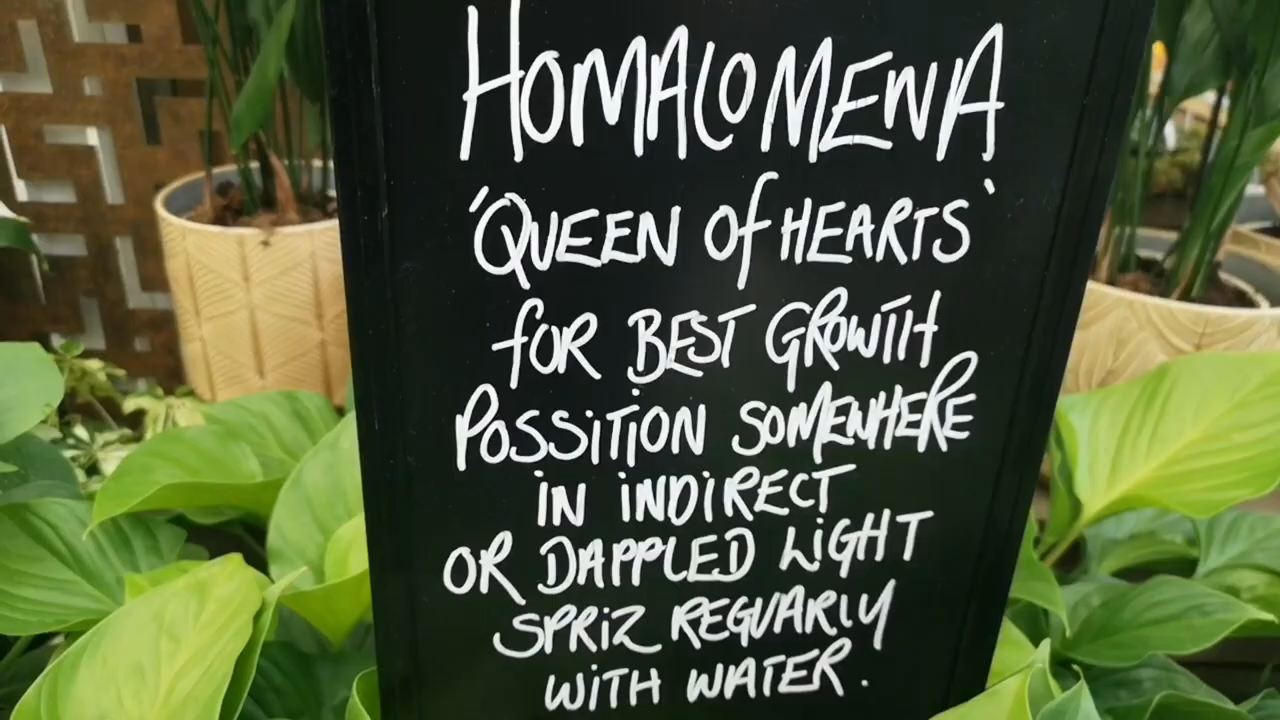 HOMALOMENA
'QUEEN Of HEARTS'
fOR BEST GROWTH
POSSiTiON SOMEWHERE
iN iNDiRECT
OR DAPPLED LiGHT
SPRiZ REGUARLY
WiTH WATER.